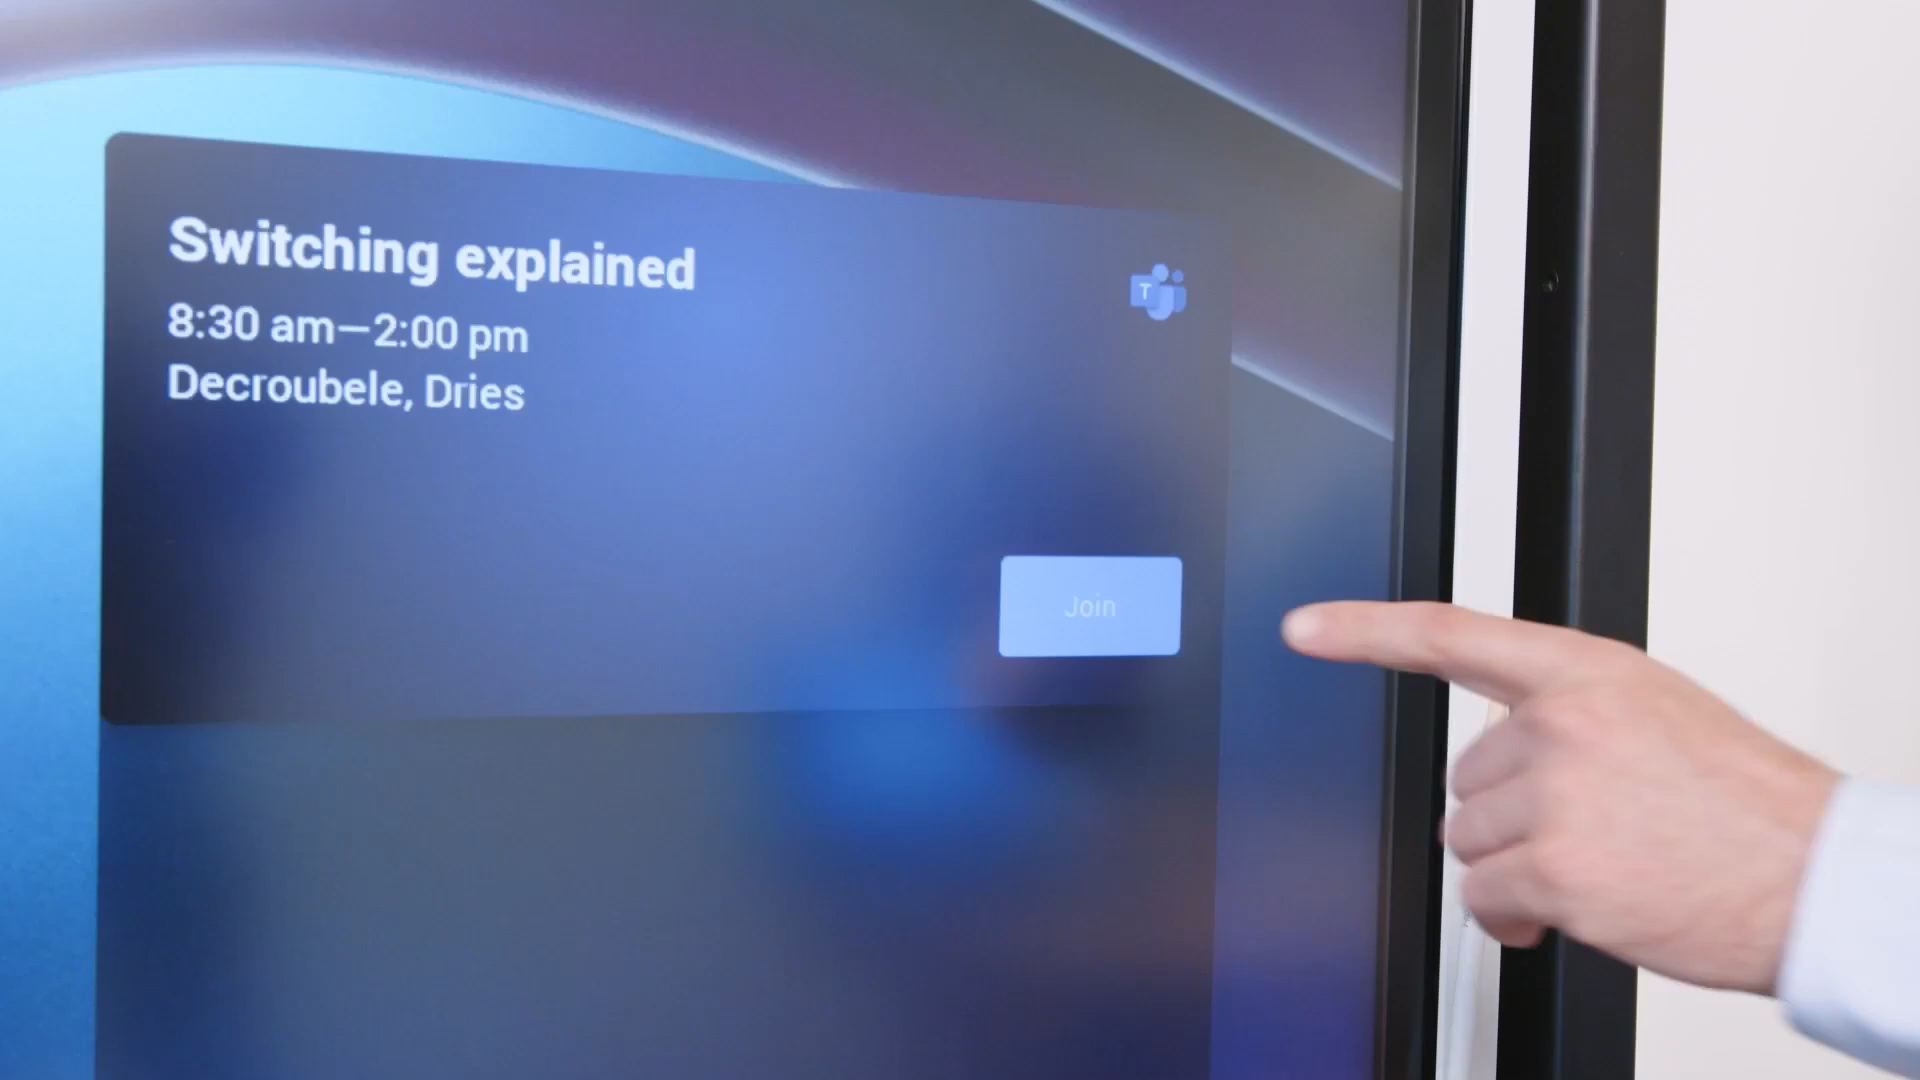 Switching explained
T
8:30 am—2:00 pm
Decroubele, Dries
Join